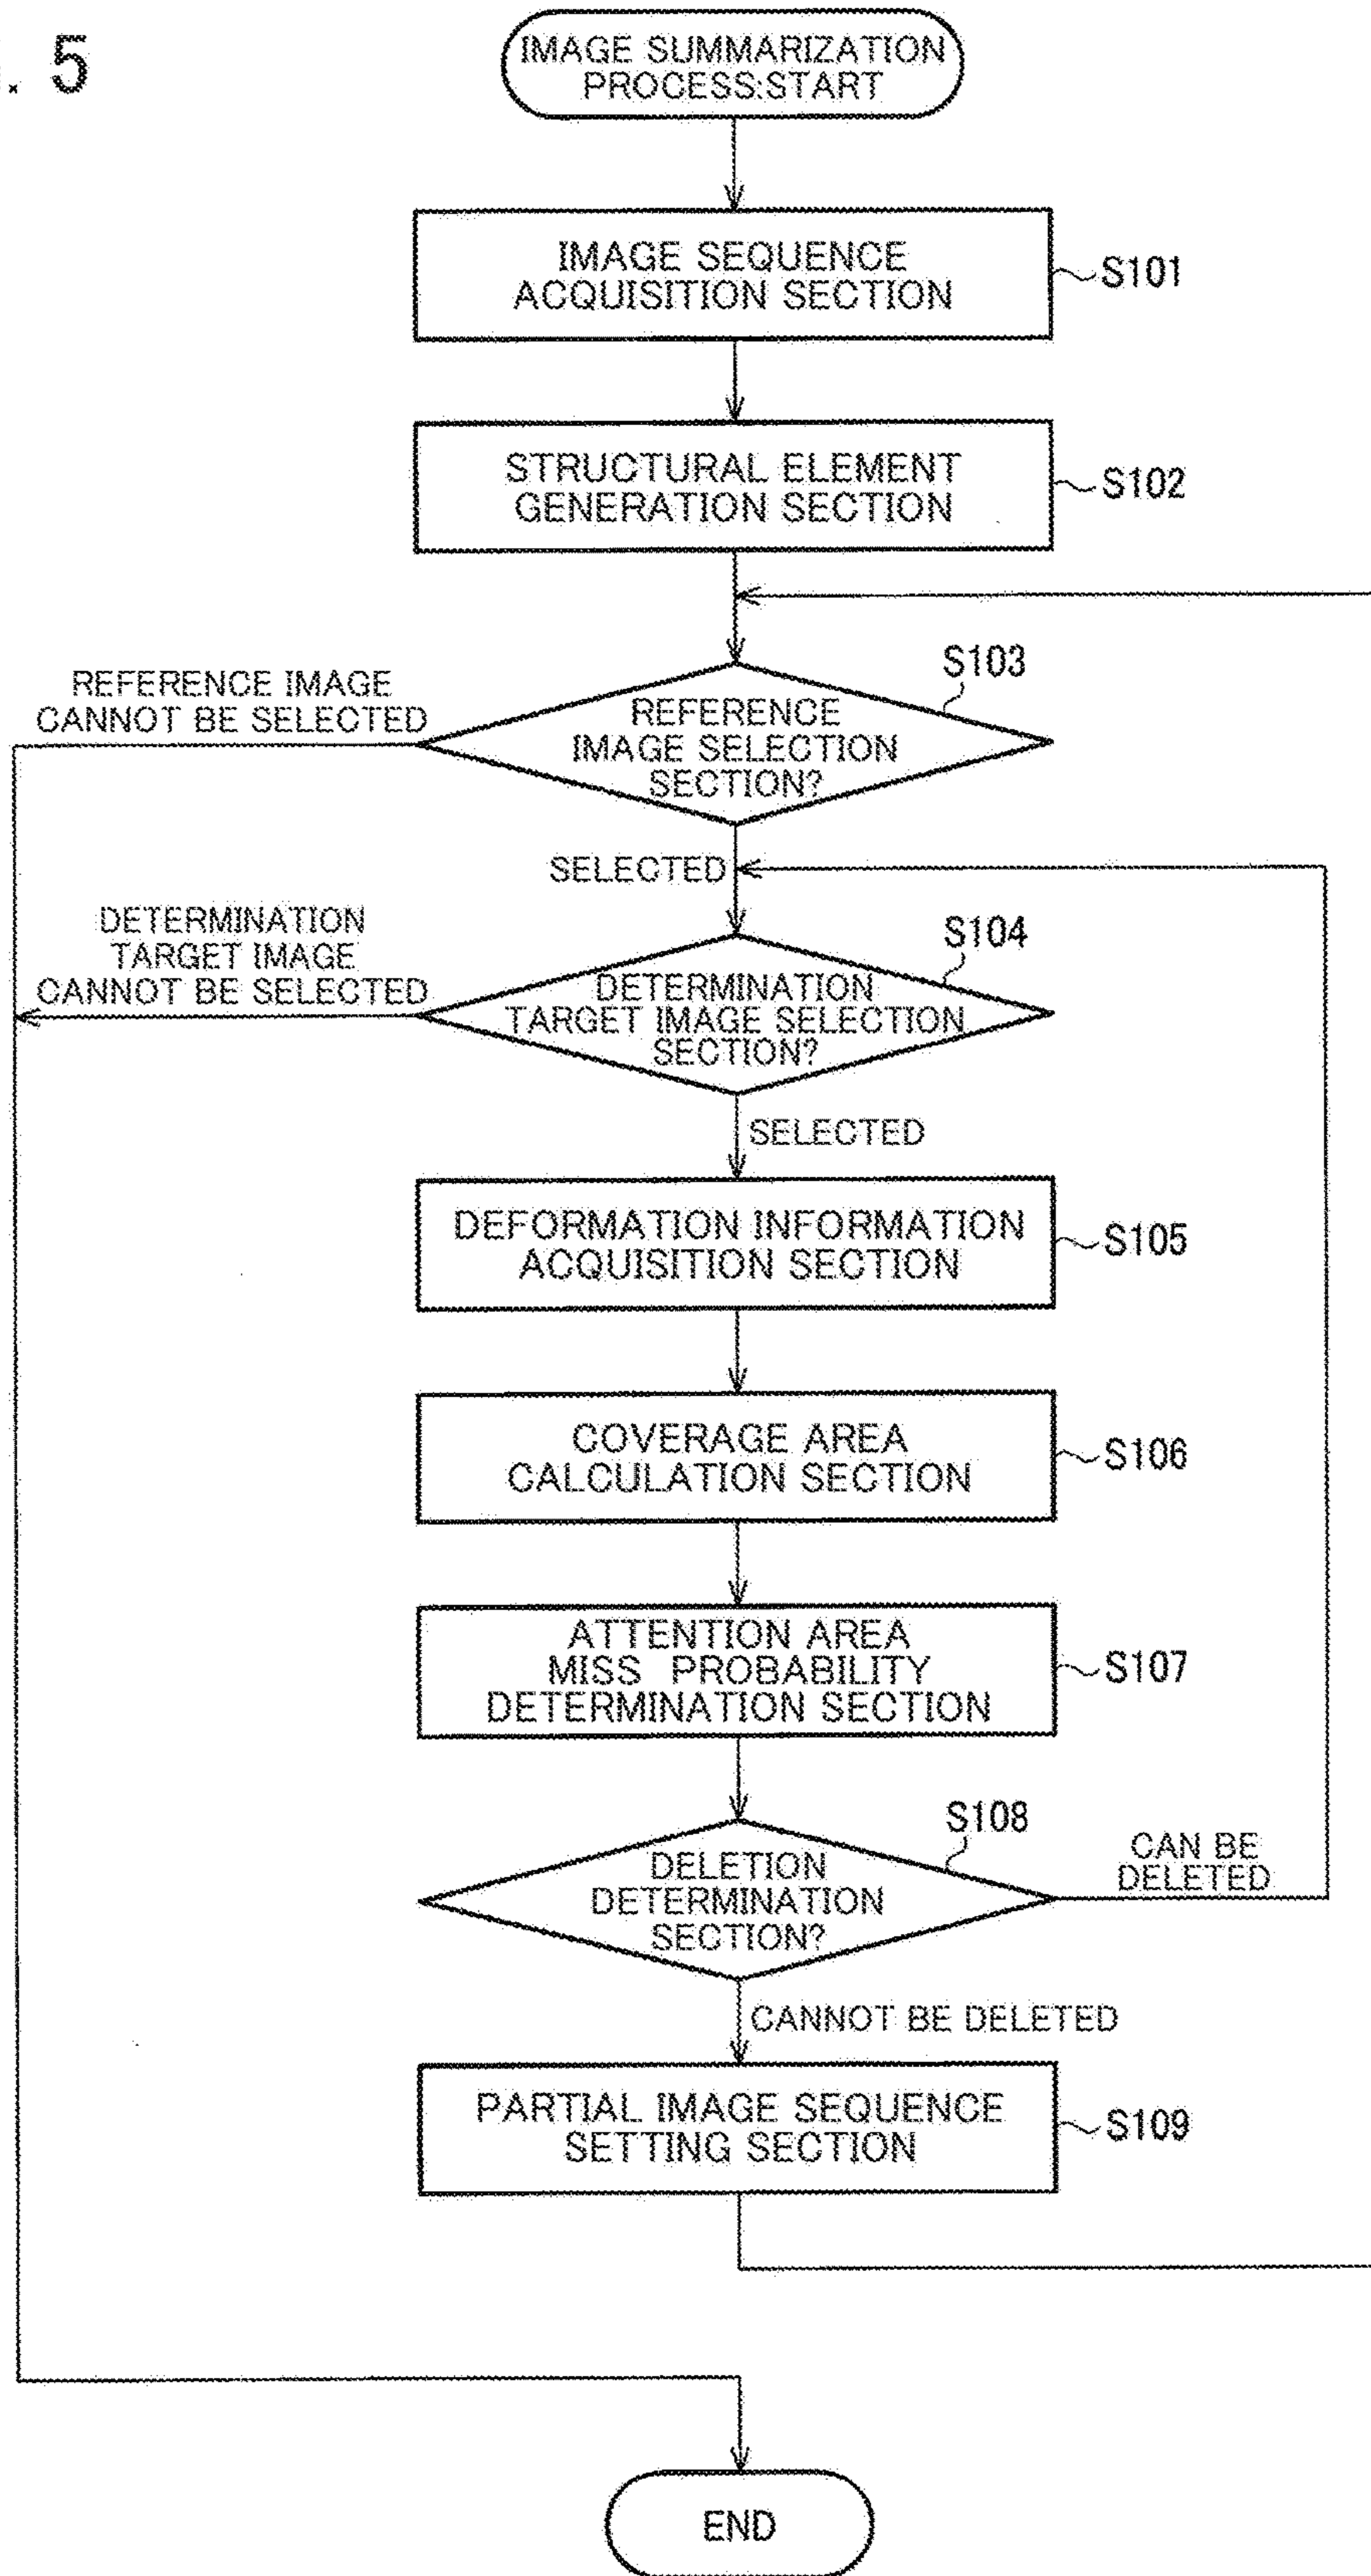 . 5
IMAGE SUMMARIZATION
PROCESS:START
IMAGE SEQUENCE
ACQUISITION SECTION
S101
STRUCTURAL ELEMENT
GENERATION SECTION
S102
REFERENCE IMAGE
CANNOT BE SELECTED
S103
REFERENCE
IMAGE SELECTION
SECTION?
SELECTED
DETERMINATION
TARGET IMAGE
CANNOT BE SELECTED
S104
DETERMINATION
TARGET IMAGE SELECTION
SECTION?
SELECTED
DEFORMATION INFORMATION
ACQUISITION SECTION
S105
COVERAGE AREA
CALCULATION SECTION
S106
ATTENTION AREA
MISS PROBABILITY
DETERMINATION SECTION
S107
S108
DELETION
DETERMINATION
SECTION?
CAN BE
DELETED
CANNOT BE DELETED
PARTIAL IMAGE SEQUENCE
SETTING SECTION
S109
END